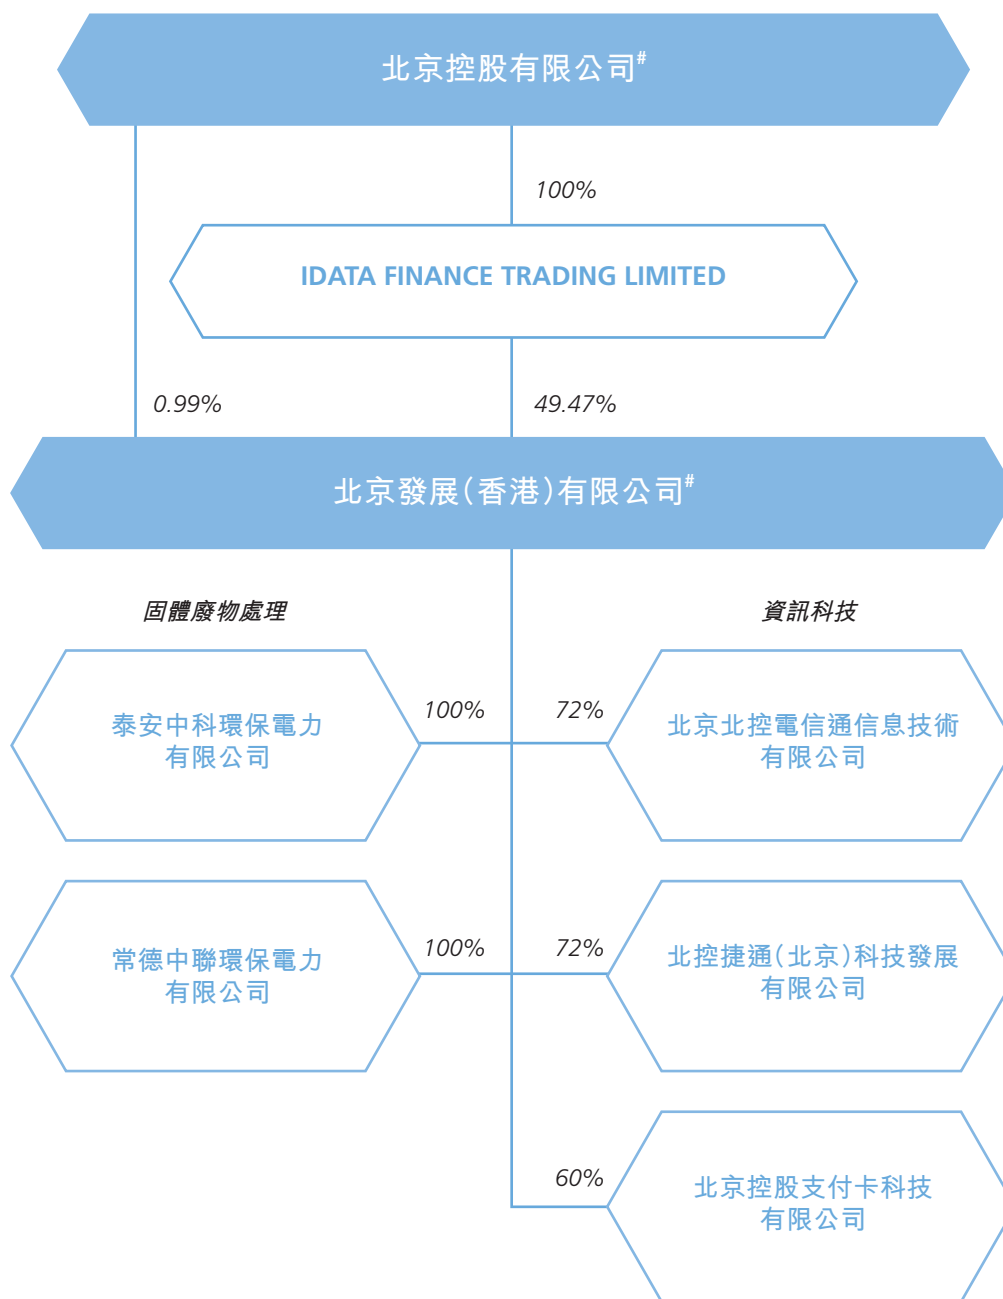 北京控股有限公司#
100%
IDATA FINANCE TRADING LIMITED
0.99%
49.47%
北京發展(香港)有限公司#
固體廢物處理
資訊科技
100%
72%
泰安中科環保電力
有限公司
北京北控電信通信息技術
有限公司
100%
72%
常德中聯環保電力
有限公司
北控捷通(北京)科技發展
有限公司
60%
北京控股支付卡科技
有限公司